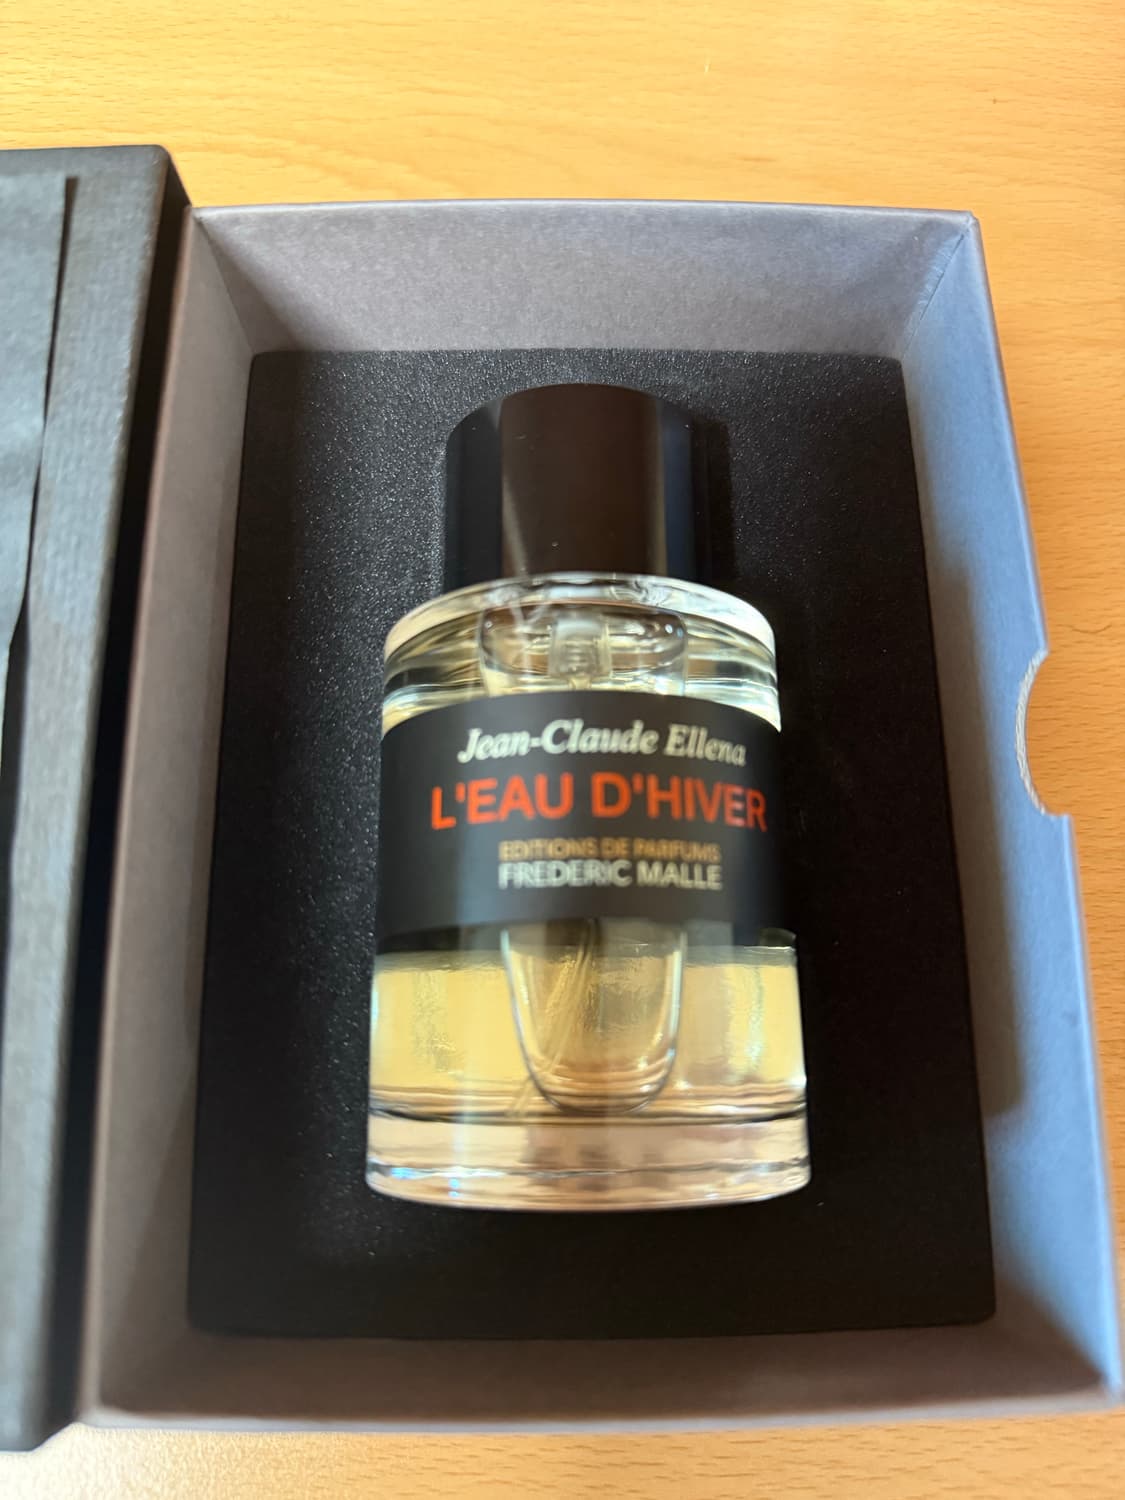 Jean-Claude Ellena
L'EAU D'HIVER
EDITIONS DE PARFUMS
FREDERIC MALLE